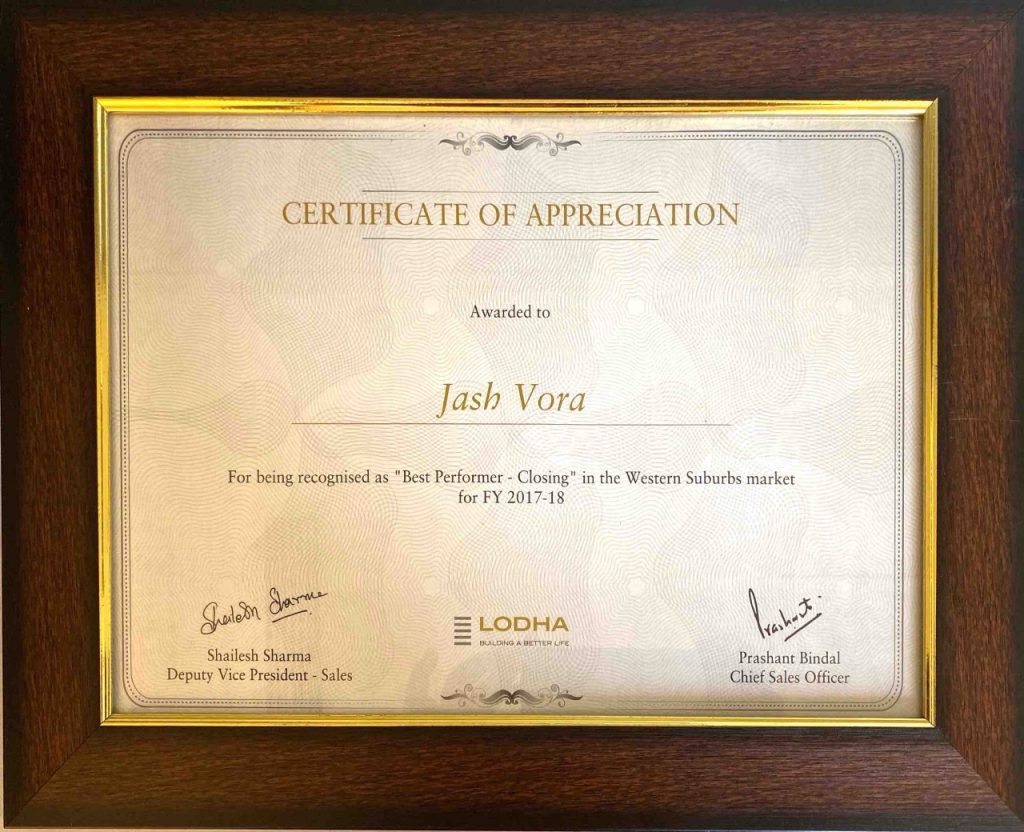 CERTIFICATE OF APPRECIATION
Awarded to
Jash Vora
For being recognised as "Best Performer - Closing" in the Western Suburbs market
for FY 2017-18
Shailesh Sharma
Prashant.
LODHA
BUILDING A BETTER LIFE
Shailesh Sharma
Deputy Vice President - Sales
Prashant Bindal
Chief Sales Officer